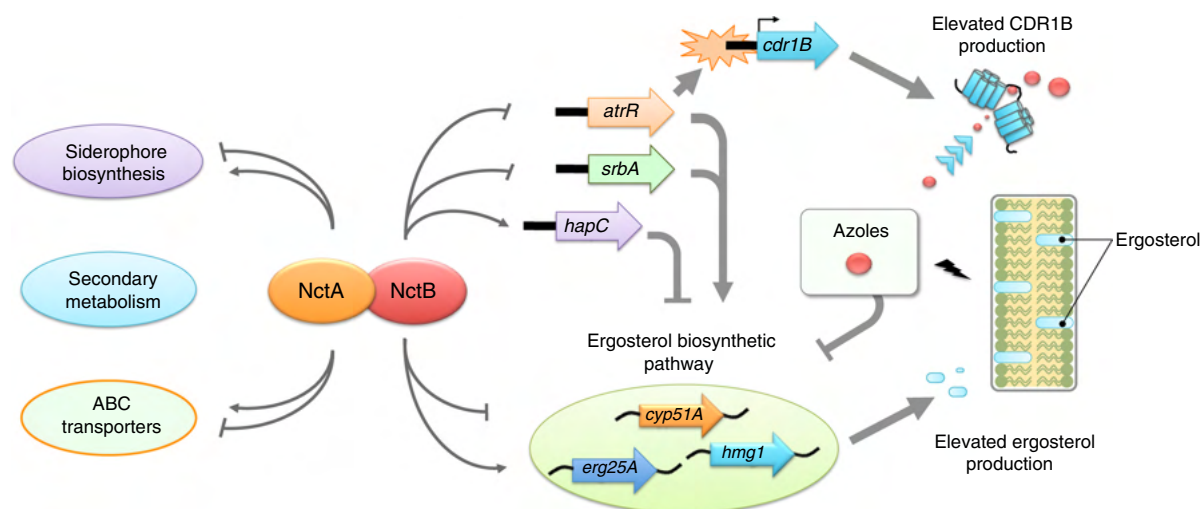 Elevated CDR1B
production
cdr1B
atrR
Siderophore
biosynthesis
srbA
hapC
Azoles
Ergosterol
Secondary
metabolism
NctA
NctB
Ergosterol biosynthetic
pathway
ABC
transporters
cyp51A
hmg1
erg25A
Elevated ergosterol
production